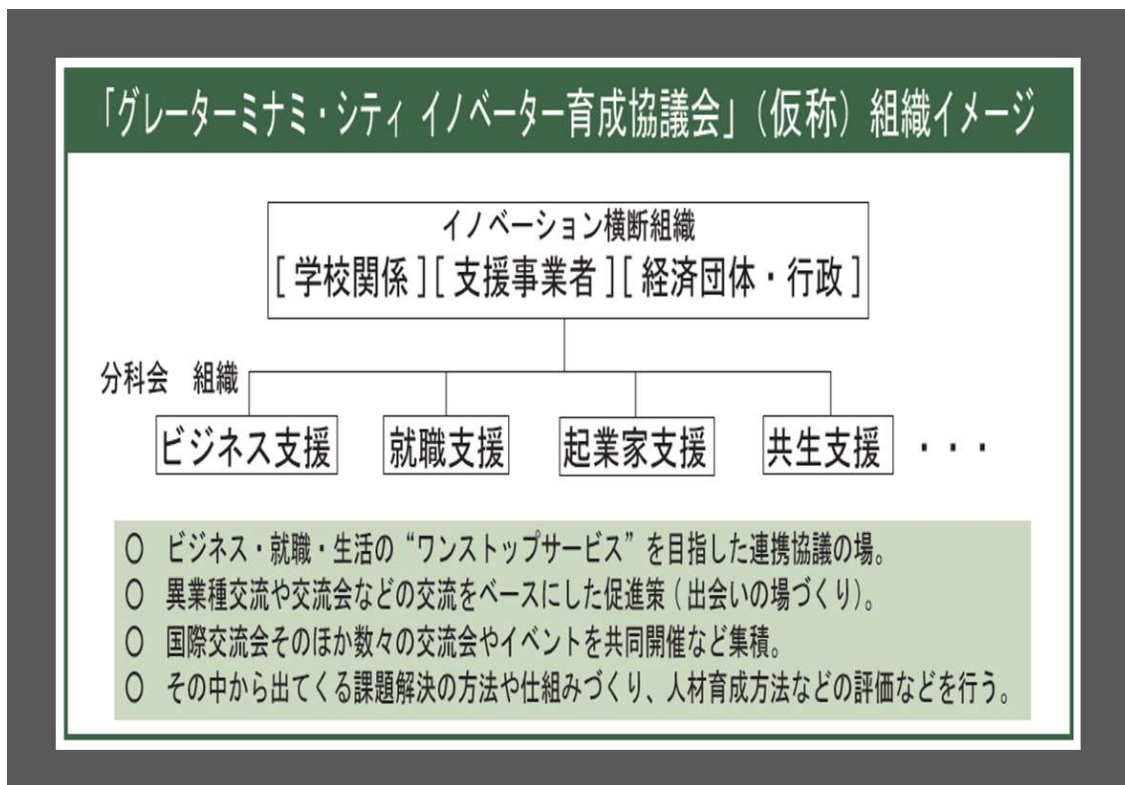 「グレーターミナミ・シティ イノベーター育成協議会」（仮称）組織イメージ
イノベーション横断組織
[ 学校関係 ][ 支援事業者 ][ 経済団体・行政 ]
分科会　組織
ビジネス支援　就職支援　起業家支援　共生支援　・・・
○　ビジネス・就職・生活の“ワンストップサービス”を目指した連携協議の場。
○　異業種交流や交流会などの交流をベースにした促進策（出会いの場づくり）。
○　国際交流会そのほか数々の交流会やイベントを共同開催など集積。
○　その中から出てくる課題解決の方法や仕組みづくり、人材育成方法などの評価などを行う。